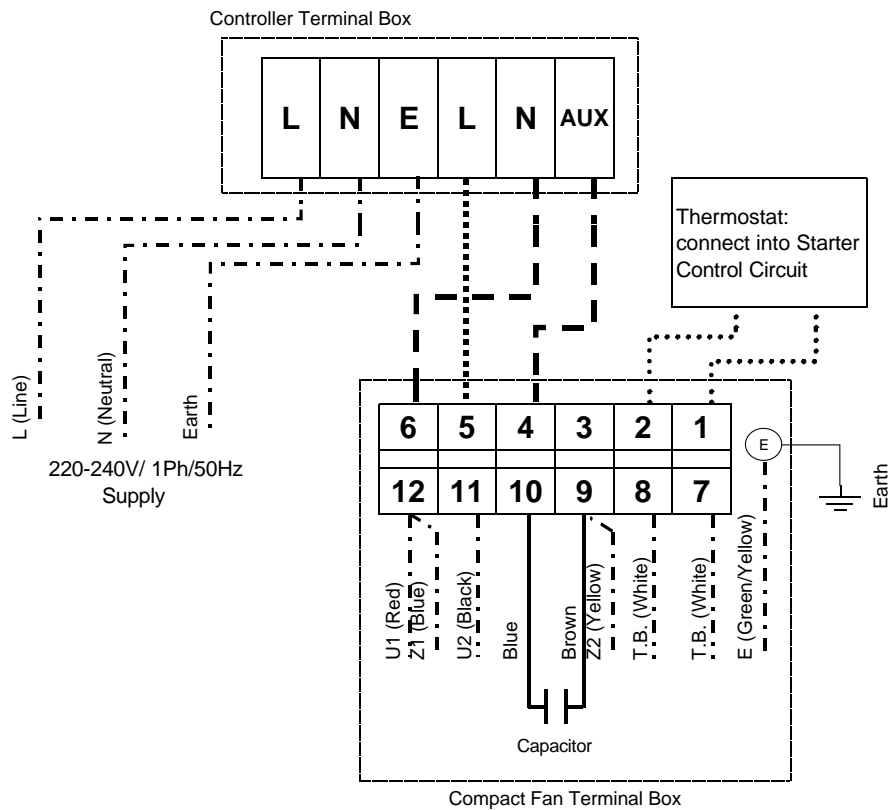 Controller Terminal Box
L N E L N AUX
Thermostat:
connect into Starter
Control Circuit
L (Line)
N (Neutral)
Earth
220-240V/ 1Ph/50Hz
Supply
6 5 4 3 2 1
E
12 11 10 9 8 7
Earth
U1 (Red)
Z1 (Blue)
U2 (Black)
Blue
Brown
Z2 (Yellow)
T.B. (White)
T.B. (White)
E (Green/Yellow)
Capacitor
Compact Fan Terminal Box